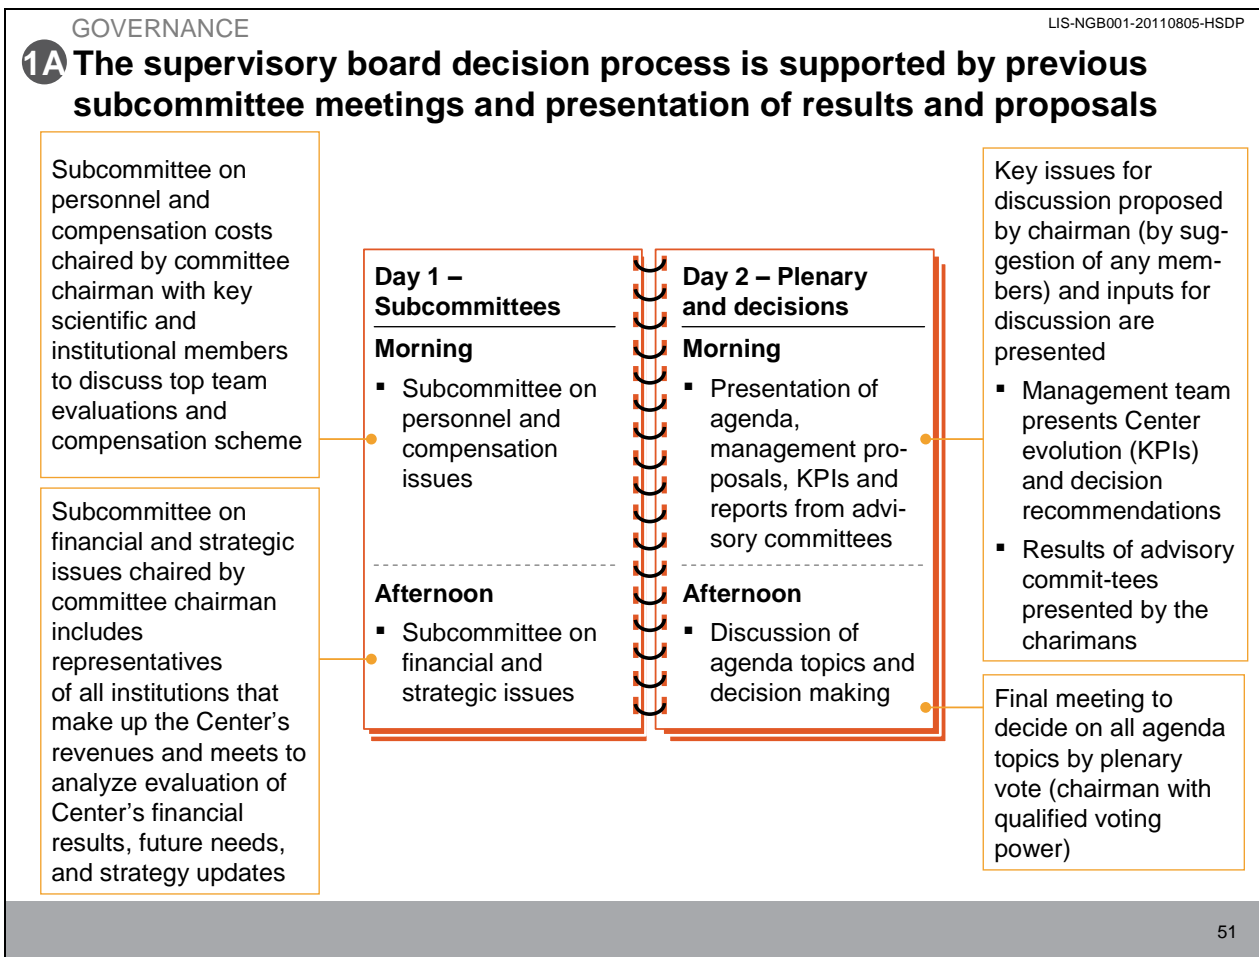 GOVERNANCE
LIS-NGB001-20110805-HSDP
1A
The supervisory board decision process is supported by previous
subcommittee meetings and presentation of results and proposals
Subcommittee on
personnel and
compensation costs
chaired by committee
chairman with key
scientific and
institutional members
to discuss top team
evaluations and
compensation scheme
Subcommittee on
financial and strategic
issues chaired by
committee chairman
includes
representatives
of all institutions that
make up the Center’s
revenues and meets to
analyze evaluation of
Center’s financial
results, future needs,
and strategy updates
Day 1 –
Subcommittees
Morning
▪ Subcommittee on
personnel and
compensation
issues
Afternoon
▪ Subcommittee on
financial and
strategic issues
Day 2 – Plenary
and decisions
Morning
▪ Presentation of
agenda,
management pro-
posals, KPIs and
reports from advi-
sory committees
Afternoon
▪ Discussion of
agenda topics and
decision making
Key issues for
discussion proposed
by chairman (by sug-
gestion of any mem-
bers) and inputs for
discussion are
presented
▪ Management team
presents Center
evolution (KPIs)
and decision
recommendations
▪ Results of advisory
commit-tees
presented by the
charimans
Final meeting to
decide on all agenda
topics by plenary
vote (chairman with
qualified voting
power)
51